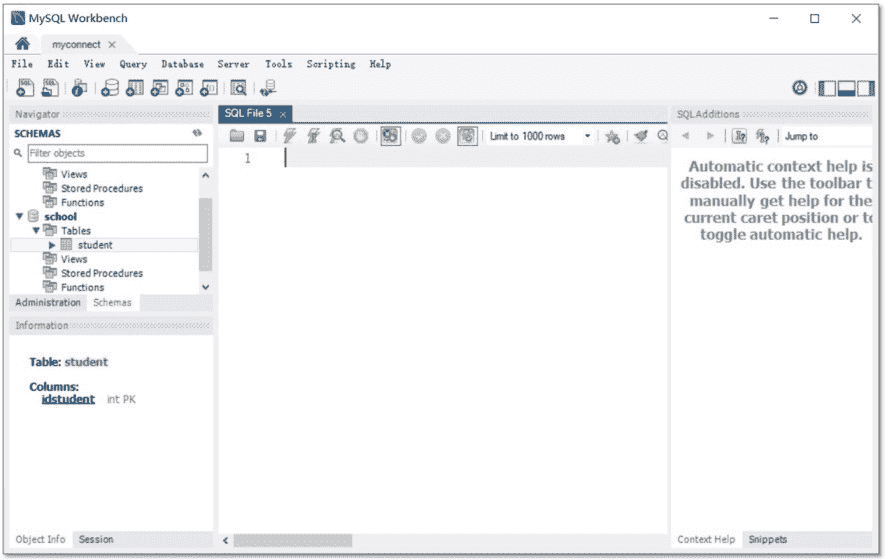 MySQL Workbench
myconnect
File Edit View Query Database Server Tools Scripting Help
Navigator
SCHEMAS
Filter objects
Views
Stored Procedures
Functions
school
Tables
student
Views
Stored Procedures
Functions
Administration Schemas
Information
Table: student
Columns:
idstudent int PK
Object Info Session
SQL File 5
Limit to 1000 rows
1
SQLAdditions
Jump to
Automatic context help is
disabled. Use the toolbar t
manually get help for the
current caret position or to
toggle automatic help.
Context Help Snippets